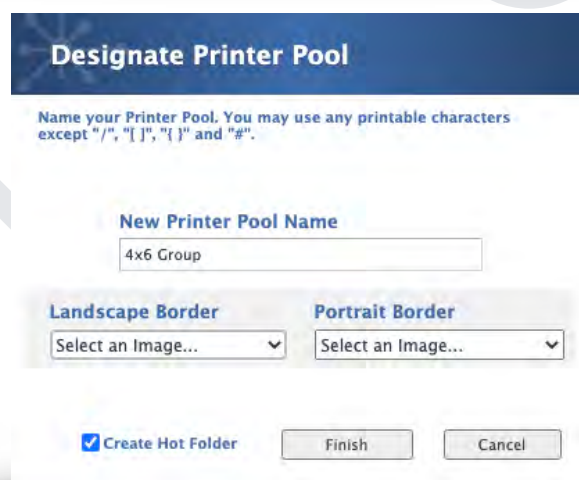 Designate Printer Pool
Name your Printer Pool. You may use any printable characters
except "/", "[ ]", "{ }" and "#".
New Printer Pool Name
4x6 Group
Landscape Border Portrait Border
Select an Image... Select an Image...
Create Hot Folder Finish Cancel